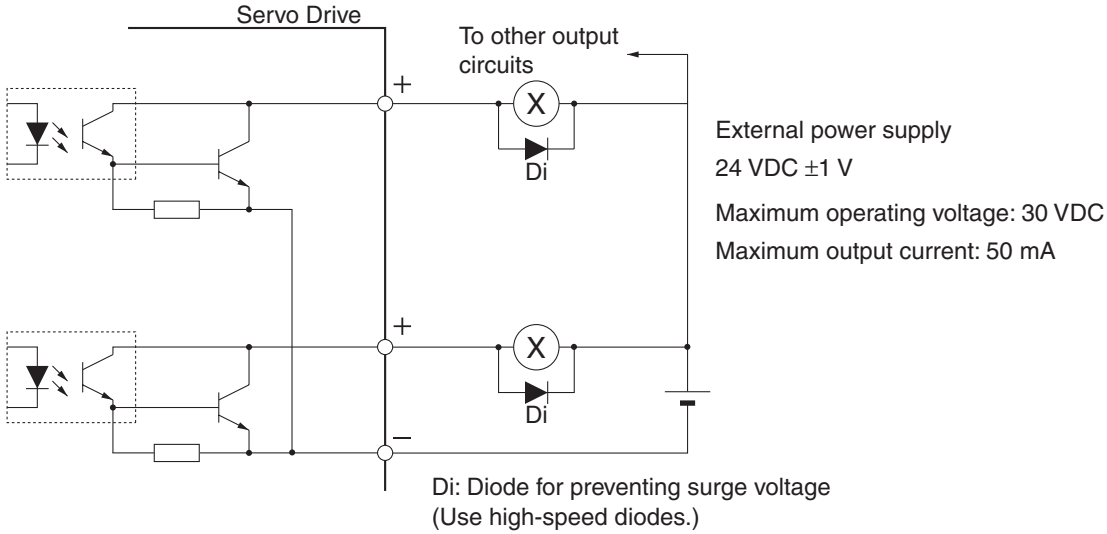 Servo Drive
To other output
circuits
+
X
Di
External power supply
24 VDC ±1 V
Maximum operating voltage: 30 VDC
Maximum output current: 50 mA
+
X
Di
−
Di: Diode for preventing surge voltage
(Use high-speed diodes.)